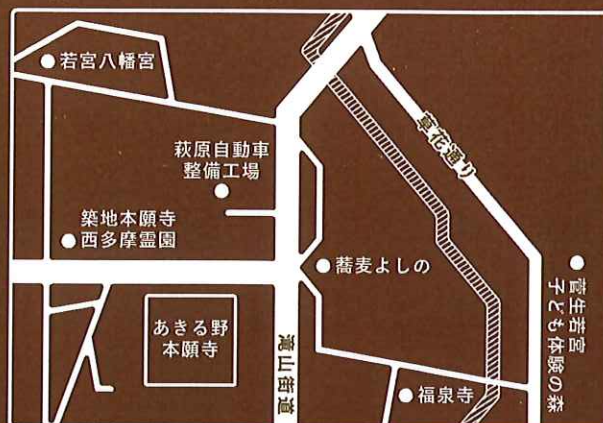 若宮八幡宮
萩原自動車
整備工場
草花通り
築地本願寺
西多摩霊園
蕎麦よしの
菅生若宮
子ども体験の森
あきる野
本願寺
滝山街道
福泉寺